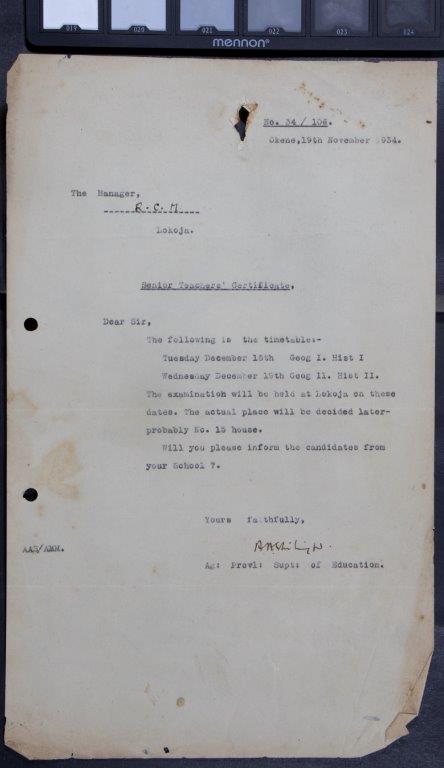 019 020 021 022 023 024
mennon
No. 34 / 106.
Okene, 19th November 1934.
The Manager,
R.C.M
Lokoja.
Senior Teachers' Certificate.
Dear Sir,
The following is the timetable:-
Tuesday December 18th Geog I. Hist I
Wednesday December 19th Geog II. Hist II.
The examination will be held at Lokoja on these
dates. The actual place will be decided later-
probably No. 15 house.
Will you please inform the candidates from
your School ?.
Yours faithfully,
AAS/AMM.
Ag: Provl: Supt: of Education.